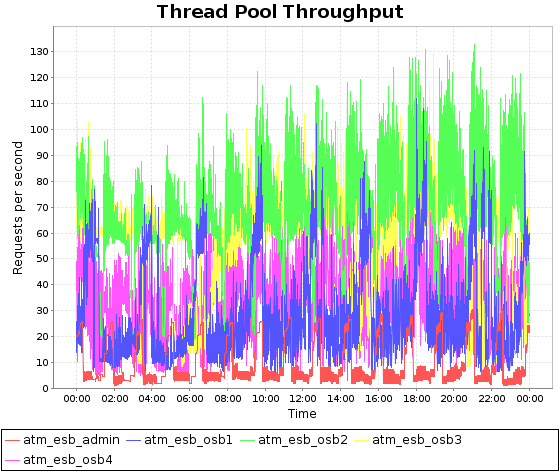 Thread Pool Throughput
130
120
110
100
90
80
70
60
50
40
30
20
10
0
Requests per second
00:00 02:00 04:00 06:00 08:00 10:00 12:00 14:00 16:00 18:00 20:00 22:00 00:00
Time
atm_esb_admin atm_esb_osb1 atm_esb_osb2 atm_esb_osb3
atm_esb_osb4